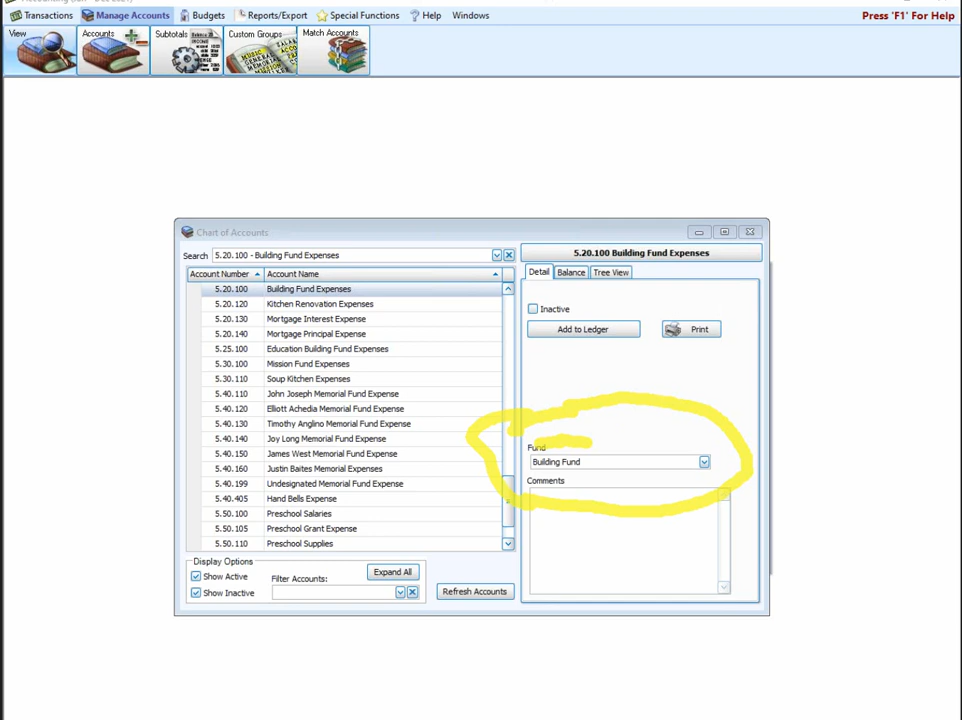 Transactions Manage Accounts Budgets Reports/Export Special Functions Help Windows Press 'F1' For Help
View Accounts Subtotals Custom Groups Match Accounts
Chart of Accounts
Search 5.20.100 - Building Fund Expenses
Account Number Account Name
5.20.100 Building Fund Expenses
5.20.120 Kitchen Renovation Expenses
5.20.130 Mortgage Interest Expense
5.20.140 Mortgage Principal Expense
5.25.100 Education Building Fund Expenses
5.30.100 Mission Fund Expenses
5.30.110 Soup Kitchen Expenses
5.40.110 John Joseph Memorial Fund Expense
5.40.120 Elliott Achedia Memorial Fund Expense
5.40.130 Timothy Anglino Memorial Fund Expense
5.40.140 Joy Long Memorial Fund Expense
5.40.150 James West Memorial Fund Expense
5.40.160 Justin Baites Memorial Expenses
5.40.199 Undesignated Memorial Fund Expense
5.40.405 Hand Bells Expense
5.50.100 Preschool Salaries
5.50.105 Preschool Grant Expense
5.50.110 Preschool Supplies
Display Options
Show Active
Show Inactive
Filter Accounts:
Expand All
Refresh Accounts
5.20.100 Building Fund Expenses
Detail Balance Tree View
Inactive
Add to Ledger Print
Fund
Building Fund
Comments